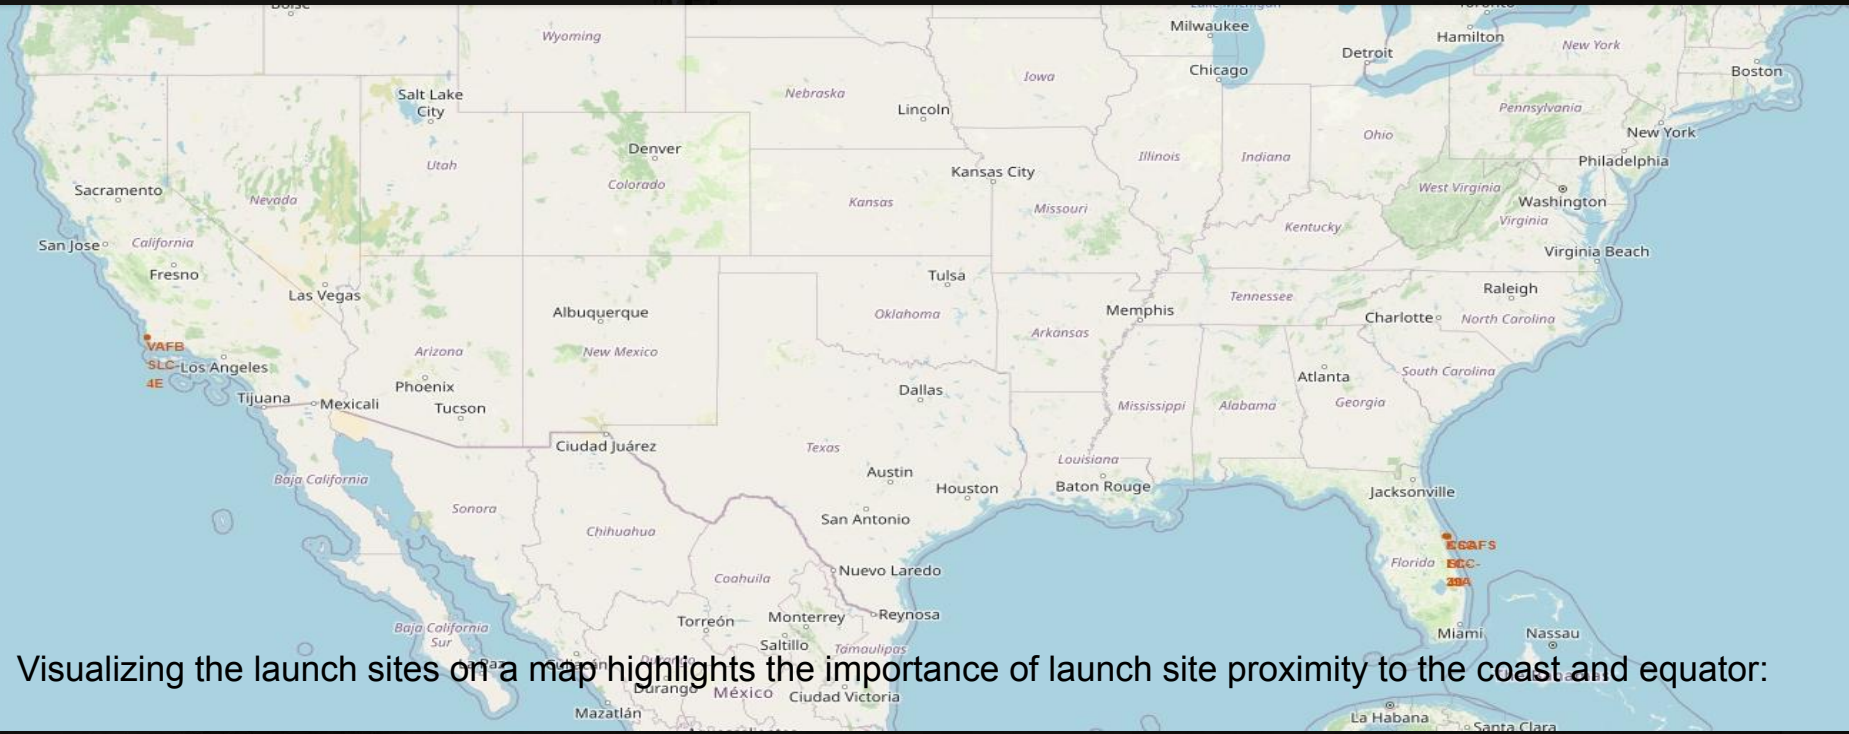 Wyoming
Milwaukee
Hamilton
New York
Detroit
Chicago
Boston
Iowa
Salt Lake
City
Nebraska
Lincoln
Pennsylvania
New York
Ohio
Denver
Utah
Colorado
Illinois
Indiana
Philadelphia
Kansas City
Sacramento
Nevada
Kansas
Missouri
West Virginia
Washington
Virginia
Kentucky
San Jose
California
Virginia Beach
Fresno
Las Vegas
Tulsa
Tennessee
Raleigh
Albuquerque
Oklahoma
Memphis
Charlotte
North Carolina
Arkansas
VAFB
SLC-
4E
Los Angeles
Arizona
New Mexico
South Carolina
Phoenix
Tucson
Dallas
Atlanta
Tijuana
Mexicali
Mississippi
Alabama
Georgia
Ciudad Juárez
Texas
Louisiana
Baja California
Austin
Houston
Baton Rouge
Jacksonville
Sonora
Chihuahua
San Antonio
Florida
Coahuila
Nuevo Laredo
Torreón
Monterrey
Reynosa
Baja California
Sur
Saltillo
Tamaulipas
Miami
Nassau
La Paz
Culiacán
Durango
Visualizing the launch sites on a map highlights the importance of launch site proximity to the coast and equator:
Durango
México
Ciudad Victoria
Mazatlán
La Habana
Santa Clara